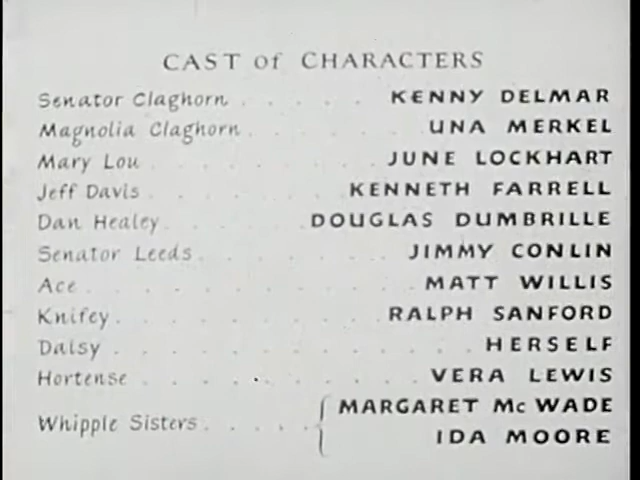 CAST of CHARACTERS
Senator Claghorn . . . . . KENNY DELMAR
Magnolia Claghorn . . . . . UNA MERKEL
Mary Lou . . . . . . . . JUNE LOCKHART
Jeff Davis . . . . . . . KENNETH FARRELL
Dan Healey . . . . . DOUGLAS DUMBRILLE
Senator Leeds . . . . . . . JIMMY CONLIN
Ace . . . . . . . . . . . MATT WILLIS
Knifey . . . . . . . . . RALPH SANFORD
Daisy . . . . . . . . . . . . HERSELF
Hortense . . . . . . . . . VERA LEWIS
Whipple Sisters . . . . . { MARGARET McWADE
IDA MOORE